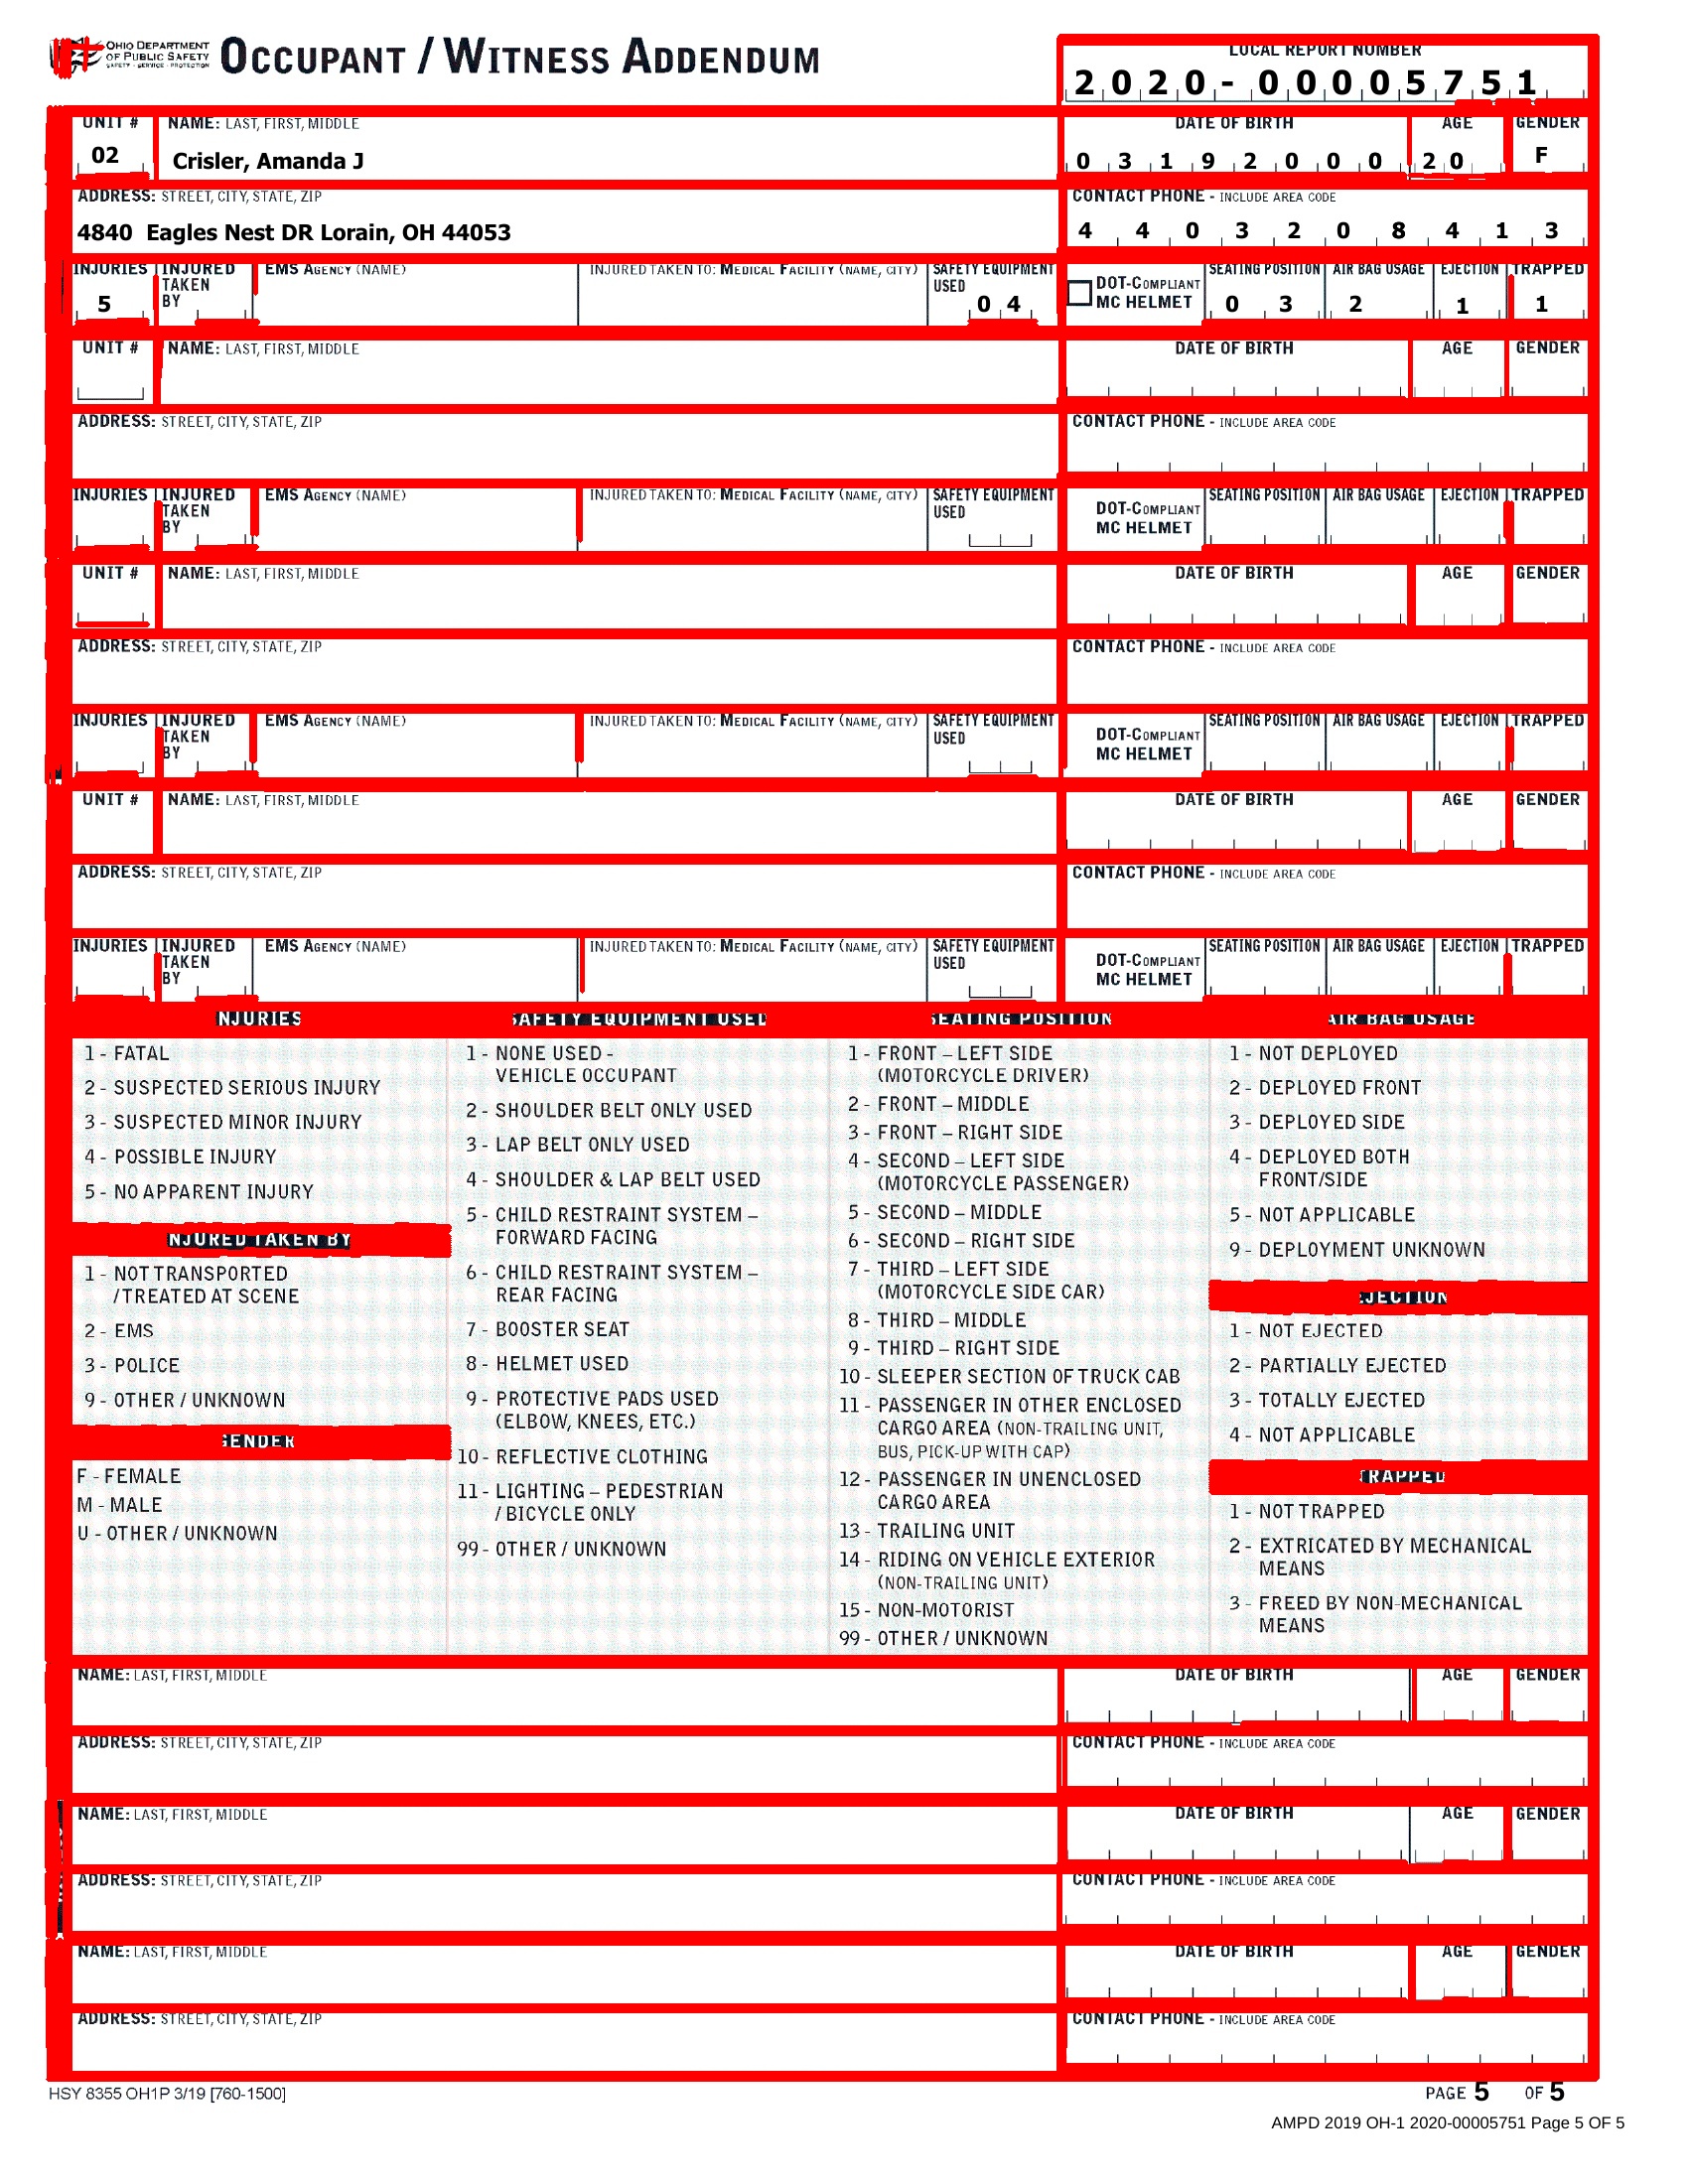 OHIO DEPARTMENT
OF PUBLIC SAFETY
SAFETY - SERVICE - PROTECTION
OCCUPANT / WITNESS ADDENDUM
LOCAL REPORT NUMBER
2020-00005751
UNIT # NAME: LAST, FIRST, MIDDLE DATE OF BIRTH AGE GENDER
02 Crisler, Amanda J 03192000 20 F
ADDRESS: STREET, CITY, STATE, ZIP CONTACT PHONE - INCLUDE AREA CODE
4840 Eagles Nest DR Lorain, OH 44053 4403208413
INJURIES INJURED TAKEN BY EMS AGENCY (NAME) INJURED TAKEN TO: MEDICAL FACILITY (NAME, CITY) SAFETY EQUIPMENT USED DOT-COMPLIANT MC HELMET SEATING POSITION AIR BAG USAGE EJECTION TRAPPED
5 04 03 2 1 1
UNIT # NAME: LAST, FIRST, MIDDLE DATE OF BIRTH AGE GENDER
ADDRESS: STREET, CITY, STATE, ZIP CONTACT PHONE - INCLUDE AREA CODE
INJURIES INJURED TAKEN BY EMS AGENCY (NAME) INJURED TAKEN TO: MEDICAL FACILITY (NAME, CITY) SAFETY EQUIPMENT USED DOT-COMPLIANT MC HELMET SEATING POSITION AIR BAG USAGE EJECTION TRAPPED
UNIT # NAME: LAST, FIRST, MIDDLE DATE OF BIRTH AGE GENDER
ADDRESS: STREET, CITY, STATE, ZIP CONTACT PHONE - INCLUDE AREA CODE
INJURIES INJURED TAKEN BY EMS AGENCY (NAME) INJURED TAKEN TO: MEDICAL FACILITY (NAME, CITY) SAFETY EQUIPMENT USED DOT-COMPLIANT MC HELMET SEATING POSITION AIR BAG USAGE EJECTION TRAPPED
UNIT # NAME: LAST, FIRST, MIDDLE DATE OF BIRTH AGE GENDER
ADDRESS: STREET, CITY, STATE, ZIP CONTACT PHONE - INCLUDE AREA CODE
INJURIES INJURED TAKEN BY EMS AGENCY (NAME) INJURED TAKEN TO: MEDICAL FACILITY (NAME, CITY) SAFETY EQUIPMENT USED DOT-COMPLIANT MC HELMET SEATING POSITION AIR BAG USAGE EJECTION TRAPPED
NJURIES
1 - FATAL
2 - SUSPECTED SERIOUS INJURY
3 - SUSPECTED MINOR INJURY
4 - POSSIBLE INJURY
5 - NO APPARENT INJURY
NJURED TAKEN BY
1 - NOT TRANSPORTED
/TREATED AT SCENE
2 - EMS
3 - POLICE
9 - OTHER / UNKNOWN
GENDER
F - FEMALE
M - MALE
U - OTHER / UNKNOWN
SAFETY EQUIPMENT USED
1 - NONE USED -
VEHICLE OCCUPANT
2 - SHOULDER BELT ONLY USED
3 - LAP BELT ONLY USED
4 - SHOULDER & LAP BELT USED
5 - CHILD RESTRAINT SYSTEM –
FORWARD FACING
6 - CHILD RESTRAINT SYSTEM –
REAR FACING
7 - BOOSTER SEAT
8 - HELMET USED
9 - PROTECTIVE PADS USED
(ELBOW, KNEES, ETC.)
10 - REFLECTIVE CLOTHING
11 - LIGHTING – PEDESTRIAN
/ BICYCLE ONLY
99 - OTHER / UNKNOWN
SEATING POSITION
1 - FRONT – LEFT SIDE
(MOTORCYCLE DRIVER)
2 - FRONT – MIDDLE
3 - FRONT – RIGHT SIDE
4 - SECOND – LEFT SIDE
(MOTORCYCLE PASSENGER)
5 - SECOND – MIDDLE
6 - SECOND – RIGHT SIDE
7 - THIRD – LEFT SIDE
(MOTORCYCLE SIDE CAR)
8 - THIRD – MIDDLE
9 - THIRD – RIGHT SIDE
10 - SLEEPER SECTION OF TRUCK CAB
11 - PASSENGER IN OTHER ENCLOSED
CARGO AREA (NON-TRAILING UNIT,
BUS, PICK-UP WITH CAP)
12 - PASSENGER IN UNENCLOSED
CARGO AREA
13 - TRAILING UNIT
14 - RIDING ON VEHICLE EXTERIOR
(NON-TRAILING UNIT)
15 - NON-MOTORIST
99 - OTHER / UNKNOWN
AIR BAG USAGE
1 - NOT DEPLOYED
2 - DEPLOYED FRONT
3 - DEPLOYED SIDE
4 - DEPLOYED BOTH
FRONT/SIDE
5 - NOT APPLICABLE
9 - DEPLOYMENT UNKNOWN
EJECTION
1 - NOT EJECTED
2 - PARTIALLY EJECTED
3 - TOTALLY EJECTED
4 - NOT APPLICABLE
TRAPPED
1 - NOT TRAPPED
2 - EXTRICATED BY MECHANICAL
MEANS
3 - FREED BY NON-MECHANICAL
MEANS
NAME: LAST, FIRST, MIDDLE DATE OF BIRTH AGE GENDER
ADDRESS: STREET, CITY, STATE, ZIP CONTACT PHONE - INCLUDE AREA CODE
NAME: LAST, FIRST, MIDDLE DATE OF BIRTH AGE GENDER
ADDRESS: STREET, CITY, STATE, ZIP CONTACT PHONE - INCLUDE AREA CODE
NAME: LAST, FIRST, MIDDLE DATE OF BIRTH AGE GENDER
ADDRESS: STREET, CITY, STATE, ZIP CONTACT PHONE - INCLUDE AREA CODE
HSY 8355 OH1P 3/19 [760-1500] PAGE 5 OF 5
AMPD 2019 OH-1 2020-00005751 Page 5 OF 5